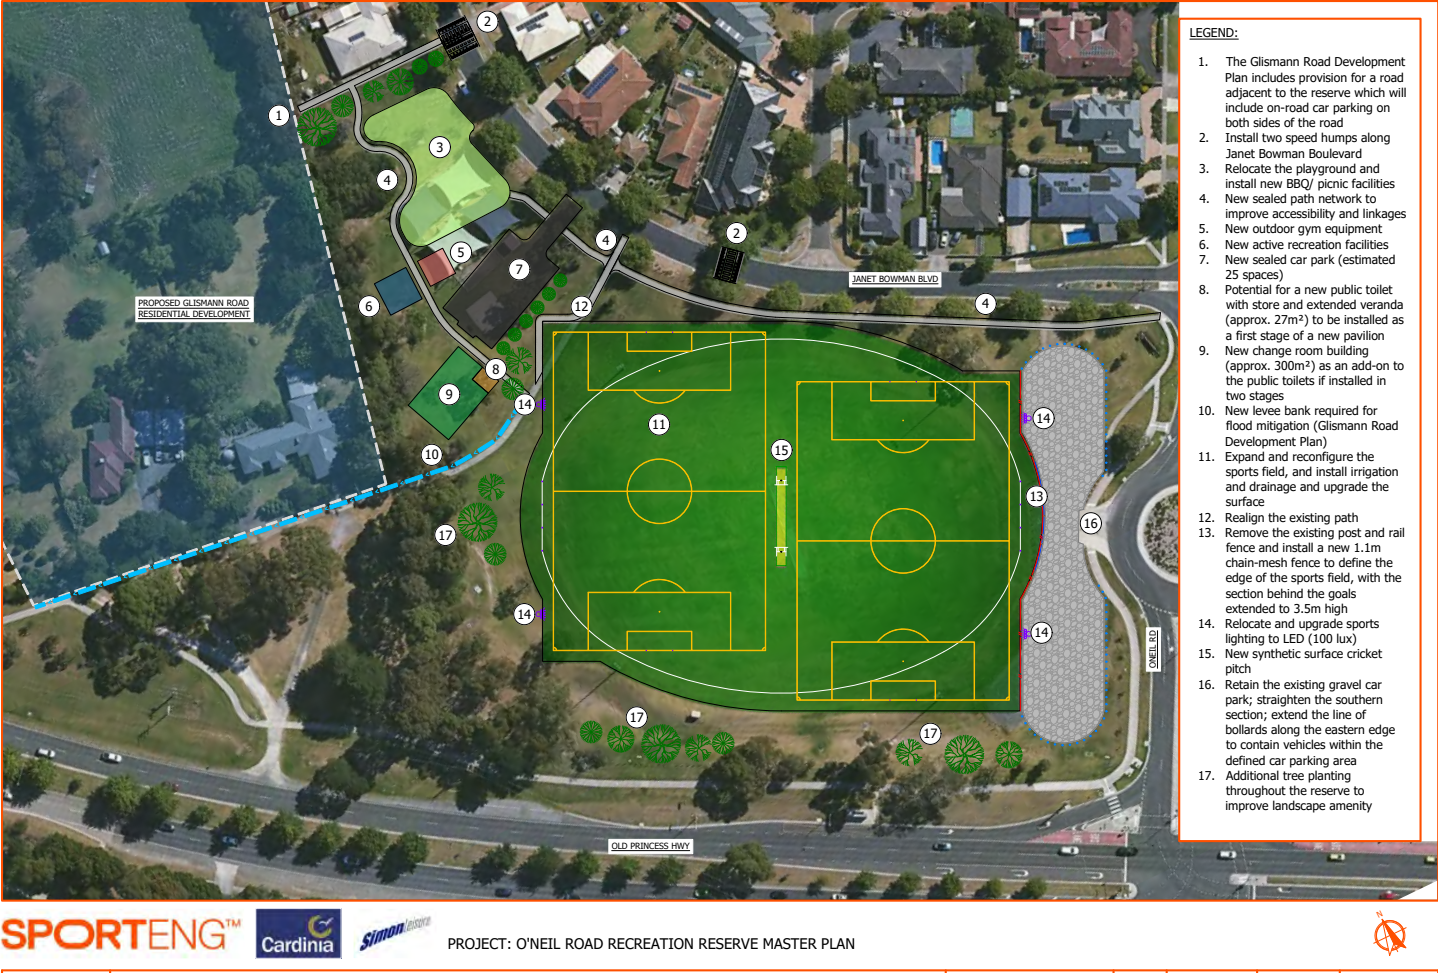 LEGEND:
1. The Glismann Road Development
Plan includes provision for a road
adjacent to the reserve which will
include on-road car parking on
both sides of the road
2. Install two speed humps along
Janet Bowman Boulevard
3. Relocate the playground and
install new BBQ/ picnic facilities
4. New sealed path network to
improve accessibility and linkages
5. New outdoor gym equipment
6. New active recreation facilities
7. New sealed car park (estimated
25 spaces)
8. Potential for a new public toilet
with store and extended veranda
(approx. 27m²) to be installed as
a first stage of a new pavilion
9. New change room building
(approx. 300m²) as an add-on to
the public toilets if installed in
two stages
10. New levee bank required for
flood mitigation (Glismann Road
Development Plan)
11. Expand and reconfigure the
sports field, and install irrigation
and drainage and upgrade the
surface
12. Realign the existing path
13. Remove the existing post and rail
fence and install a new 1.1m
chain-mesh fence to define the
edge of the sports field, with the
section behind the goals
extended to 3.5m high
14. Relocate and upgrade sports
lighting to LED (100 lux)
15. New synthetic surface cricket
pitch
16. Retain the existing gravel car
park; straighten the southern
section; extend the line of
bollards along the eastern edge
to contain vehicles within the
defined car parking area
17. Additional tree planting
throughout the reserve to
improve landscape amenity
2
1
3
4
5
6
7
4
2
12
4
8
9
10
14
11
15
14
13
16
17
14
14
17
17
PROPOSED GLISMANN ROAD
RESIDENTIAL DEVELOPMENT
JANET BOWMAN BLVD
ONEIL RD
OLD PRINCESS HWY
SPORTENG™
Cardinia
Simon Leisure
PROJECT: O'NEIL ROAD RECREATION RESERVE MASTER PLAN
N